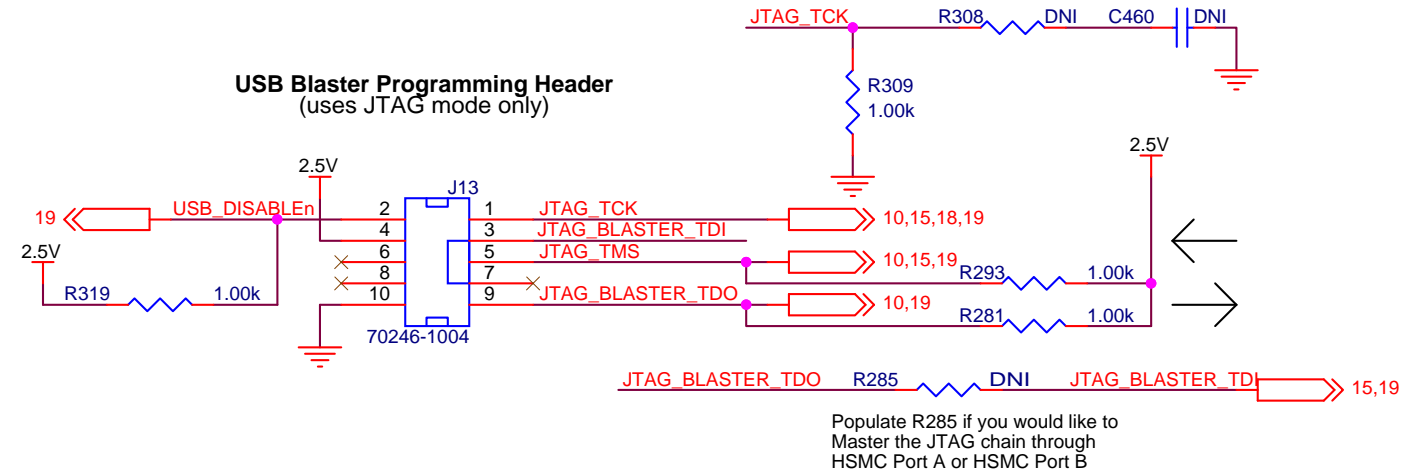 JTAG_TCK R308 DNI C460 DNI
USB Blaster Programming Header
(uses JTAG mode only)
R309
1.00k
2.5V
2.5V
J13
19 USB_DISABLEn 2 1 JTAG_TCK 10,15,18,19
4 3 JTAG_BLASTER_TDI
2.5V 6 5 JTAG_TMS 10,15,19
8 7 R293 1.00k
R319 1.00k 10 9 JTAG_BLASTER_TDO 10,19
R281 1.00k
70246-1004
JTAG_BLASTER_TDO R285 DNI JTAG_BLASTER_TDI 15,19
Populate R285 if you would like to
Master the JTAG chain through
HSMC Port A or HSMC Port B